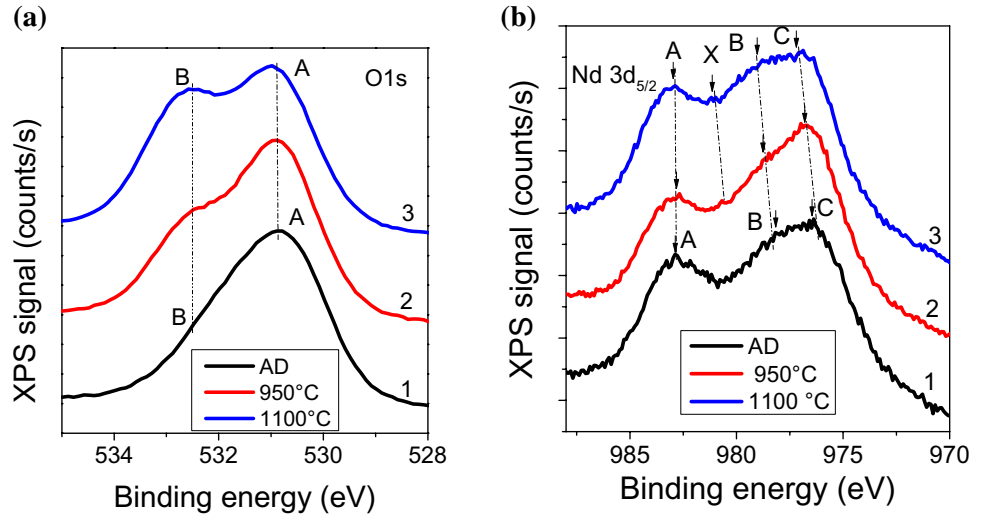 (a)
XPS signal (counts/s)
O1s
B
A
3
A
2
B
1
AD
950°C
1100°C
534
532
530
528
Binding energy (eV)
(b)
XPS signal (counts/s)
Nd 3d5/2
A
X
B
C
3
A
B
C
2
1
AD
950°C
1100 °C
985
980
975
970
Binding energy (eV)